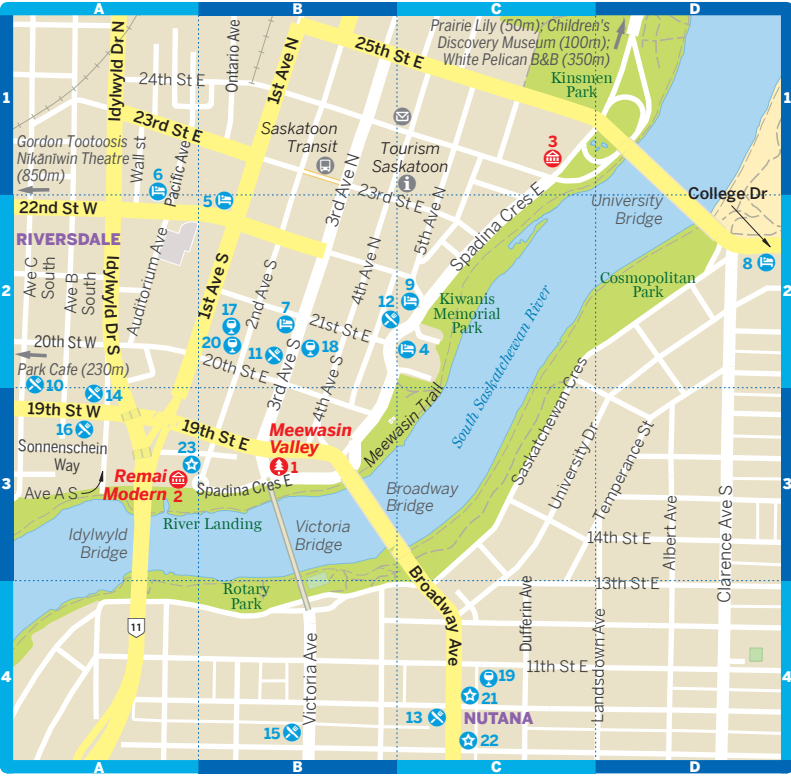 A
B
C
D
1
2
3
4
1
2
3
4
A
B
C
D
Prairie Lily (50m); Children's
Discovery Museum (100m);
White Pelican B&B (350m)
Idylwyld Dr N
Ontario Ave
1st Ave N
25th St E
24th St E
23rd St E
Kinsmen
Park
Saskatoon
Transit
Tourism
Saskatoon
3
Gordon Tootoosis
Nīkānīwin Theatre
(850m)
Wall st
Pacific Ave
6
5
3rd Ave N
23rd St E
5th Ave N
Spadina Cres E
University
Bridge
College Dr
22nd St W
RIVERSDALE
Ave C
South
Ave B
South
Idylwyld Dr S
Auditorium Ave
1st Ave S
2nd Ave S
4th Ave N
8
Cosmopolitan
Park
9
12
Kiwanis
Memorial
Park
17
7
21st St E
20
11
18
4
20th St W
20th St E
Park Cafe (230m)
10
14
3rd Ave S
4th Ave S
South Saskatchewan River
Meewasin Trail
Saskatchewan Cres
19th St W
19th St E
16
Sonnenschein
Way
Meewasin
Valley
1
23
Remai
Modern
2
Ave A S
Spadina Cres E
River Landing
Idylwyld
Bridge
Victoria
Bridge
Broadway
Bridge
University Dr
Temperance St
Albert Ave
Clarence Ave S
14th St E
13th St E
Rotary
Park
Broadway Ave
Dufferin Ave
Landsdown Ave
11
Victoria Ave
11th St E
19
21
13
NUTANA
15
22